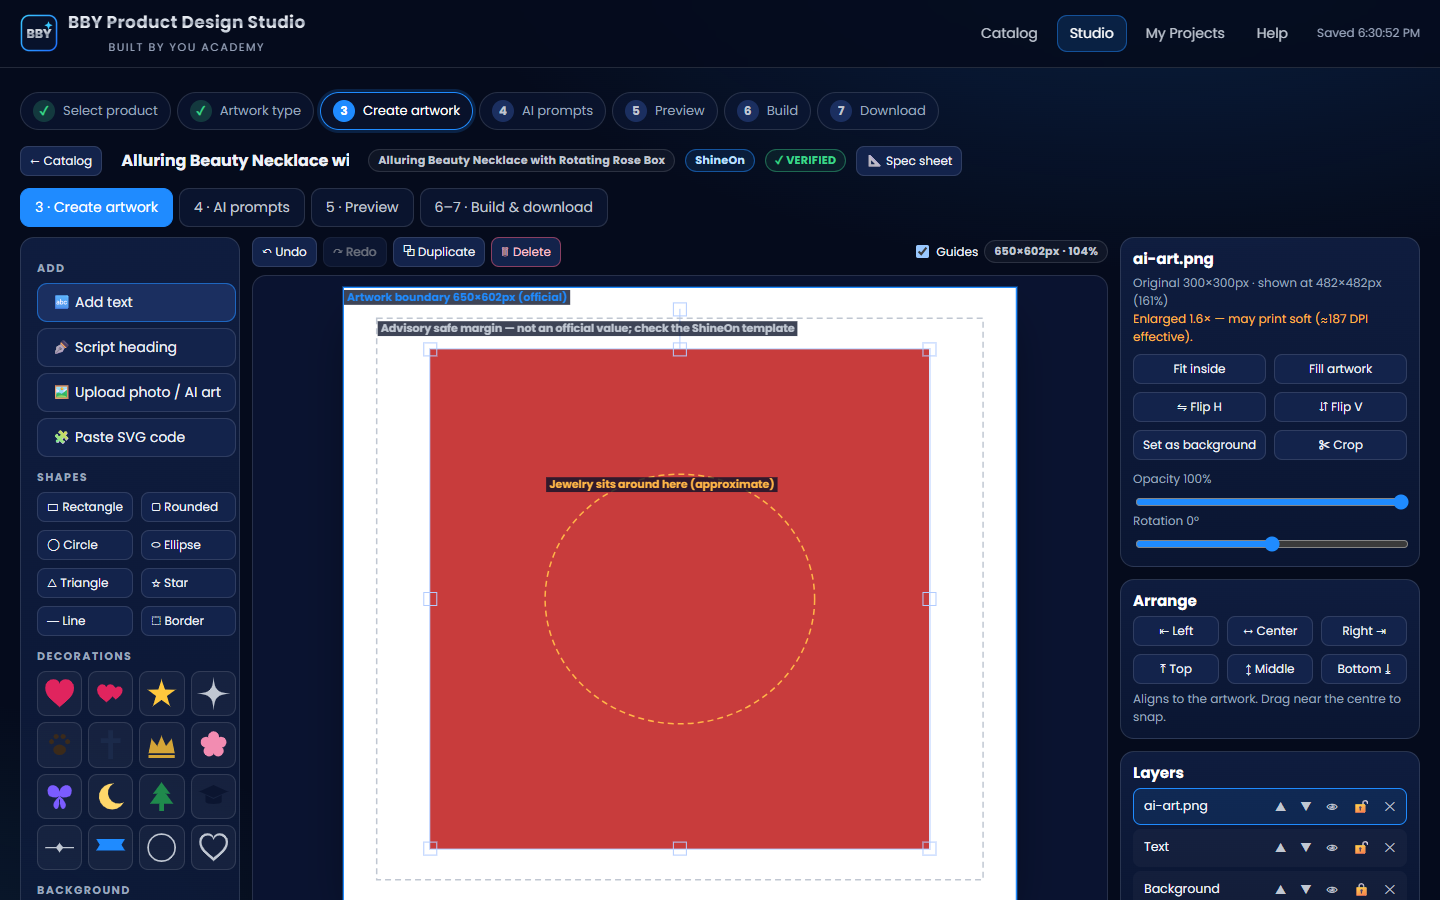 BBY
BBY Product Design Studio
BUILT BY YOU ACADEMY
Catalog
Studio
My Projects
Help
Saved 6:30:52 PM
✓ Select product
✓ Artwork type
3 Create artwork
4 AI prompts
5 Preview
6 Build
7 Download
← Catalog
Alluring Beauty Necklace wi
Alluring Beauty Necklace with Rotating Rose Box
ShineOn
✓ VERIFIED
Spec sheet
3 · Create artwork
4 · AI prompts
5 · Preview
6–7 · Build & download
ADD
abc Add text
Script heading
Upload photo / AI art
Paste SVG code
SHAPES
Rectangle
Rounded
Circle
Ellipse
Triangle
Star
Line
Border
DECORATIONS
BACKGROUND
↶ Undo
↷ Redo
Duplicate
Delete
Guides
650×602px · 104%
Artwork boundary 650×602px (official)
Advisory safe margin — not an official value; check the ShineOn template
Jewelry sits around here (approximate)
ai-art.png
Original 300×300px · shown at 482×482px
(161%)
Enlarged 1.6× — may print soft (≈187 DPI
effective).
Fit inside
Fill artwork
⇋ Flip H
⇵ Flip V
Set as background
✂ Crop
Opacity 100%
Rotation 0°
Arrange
⇤ Left
↔ Center
Right ⇥
⤒ Top
↕ Middle
Bottom ⤓
Aligns to the artwork. Drag near the centre to
snap.
Layers
ai-art.png
Text
Background